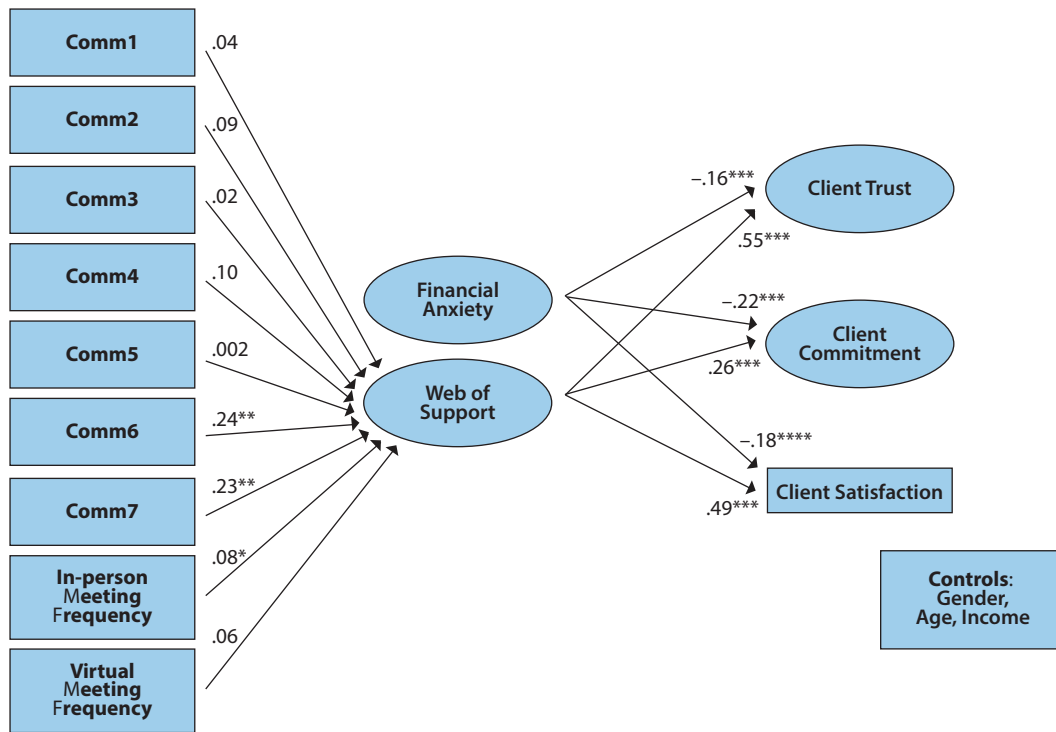 Comm1
.04
Comm2
.09
Comm3
.02
Comm4
.10
Comm5
.002
Comm6
.24**
Comm7
.23**
In-person
Meeting
Frequency
.08*
Virtual
Meeting
Frequency
.06
Financial
Anxiety
Web of
Support
–.16***
.55***
Client Trust
–.22***
.26***
Client
Commitment
–.18****
.49***
Client Satisfaction
Controls:
Gender,
Age, Income